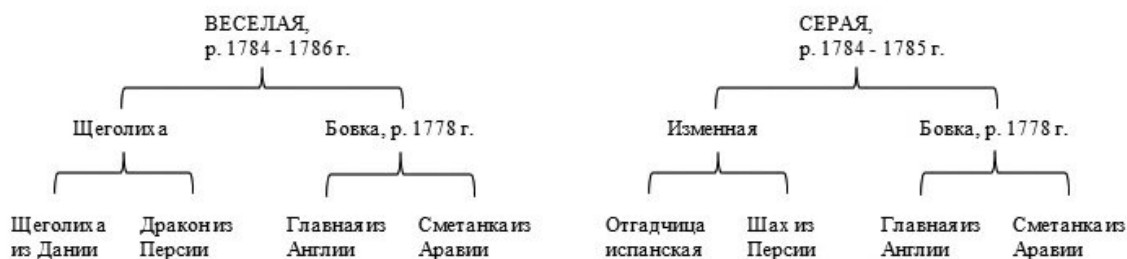 ВЕСЕЛАЯ,
р. 1784 - 1786 г.
Щеголиха
Бовка, р. 1778 г.
Щеголиха
из Дании
Дракон из
Персии
Главная из
Англии
Сметанка из
Аравии
СЕРАЯ,
р. 1784 - 1785 г.
Изменная
Бовка, р. 1778 г.
Отгадчица
испанская
Шах из
Персии
Главная из
Англии
Сметанка из
Аравии